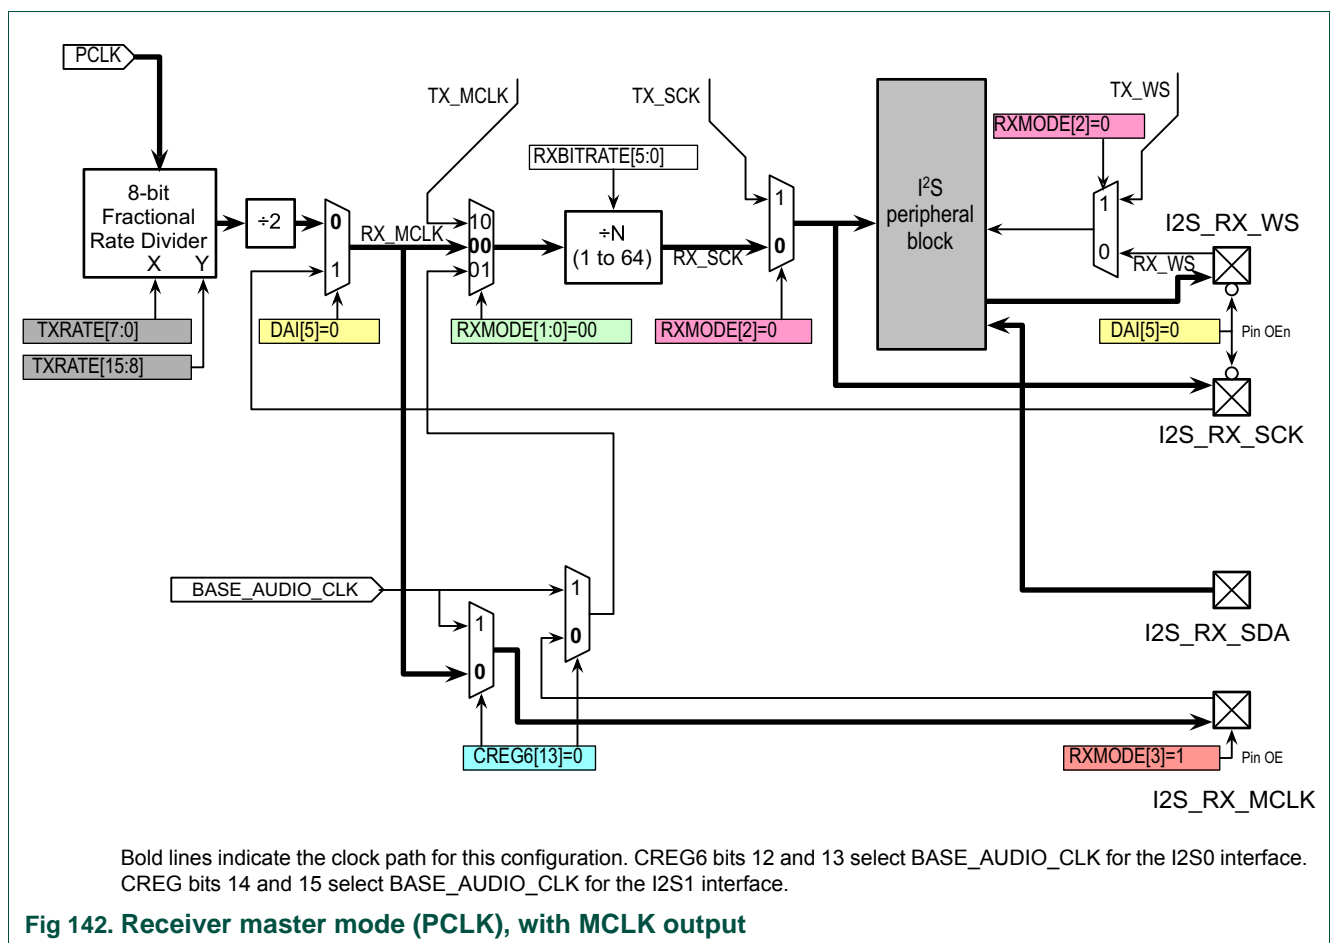 PCLK
TX_MCLK
TX_SCK
TX_WS
RXMODE[2]=0
RXBITRATE[5:0]
8-bit
Fractional
Rate Divider
X Y
÷2
0
1
RX_MCLK
10
00
01
÷N
(1 to 64)
RX_SCK
1
0
I2S
peripheral
block
1
0
RX_WS
I2S_RX_WS
TXRATE[7:0]
TXRATE[15:8]
DAI[5]=0
RXMODE[1:0]=00
RXMODE[2]=0
DAI[5]=0
Pin OEn
I2S_RX_SCK
BASE_AUDIO_CLK
1
0
1
0
I2S_RX_SDA
CREG6[13]=0
RXMODE[3]=1
Pin OE
I2S_RX_MCLK
Bold lines indicate the clock path for this configuration. CREG6 bits 12 and 13 select BASE_AUDIO_CLK for the I2S0 interface.
CREG bits 14 and 15 select BASE_AUDIO_CLK for the I2S1 interface.
Fig 142. Receiver master mode (PCLK), with MCLK output